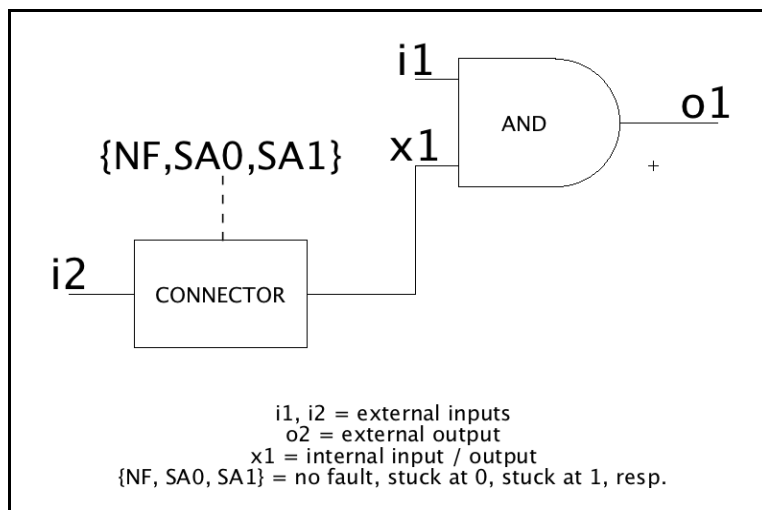 i1
o1
AND
{NF,SA0,SA1}
x1
i2
CONNECTOR
i1, i2 = external inputs
o2 = external output
x1 = internal input / output
{NF, SA0, SA1} = no fault, stuck at 0, stuck at 1, resp.